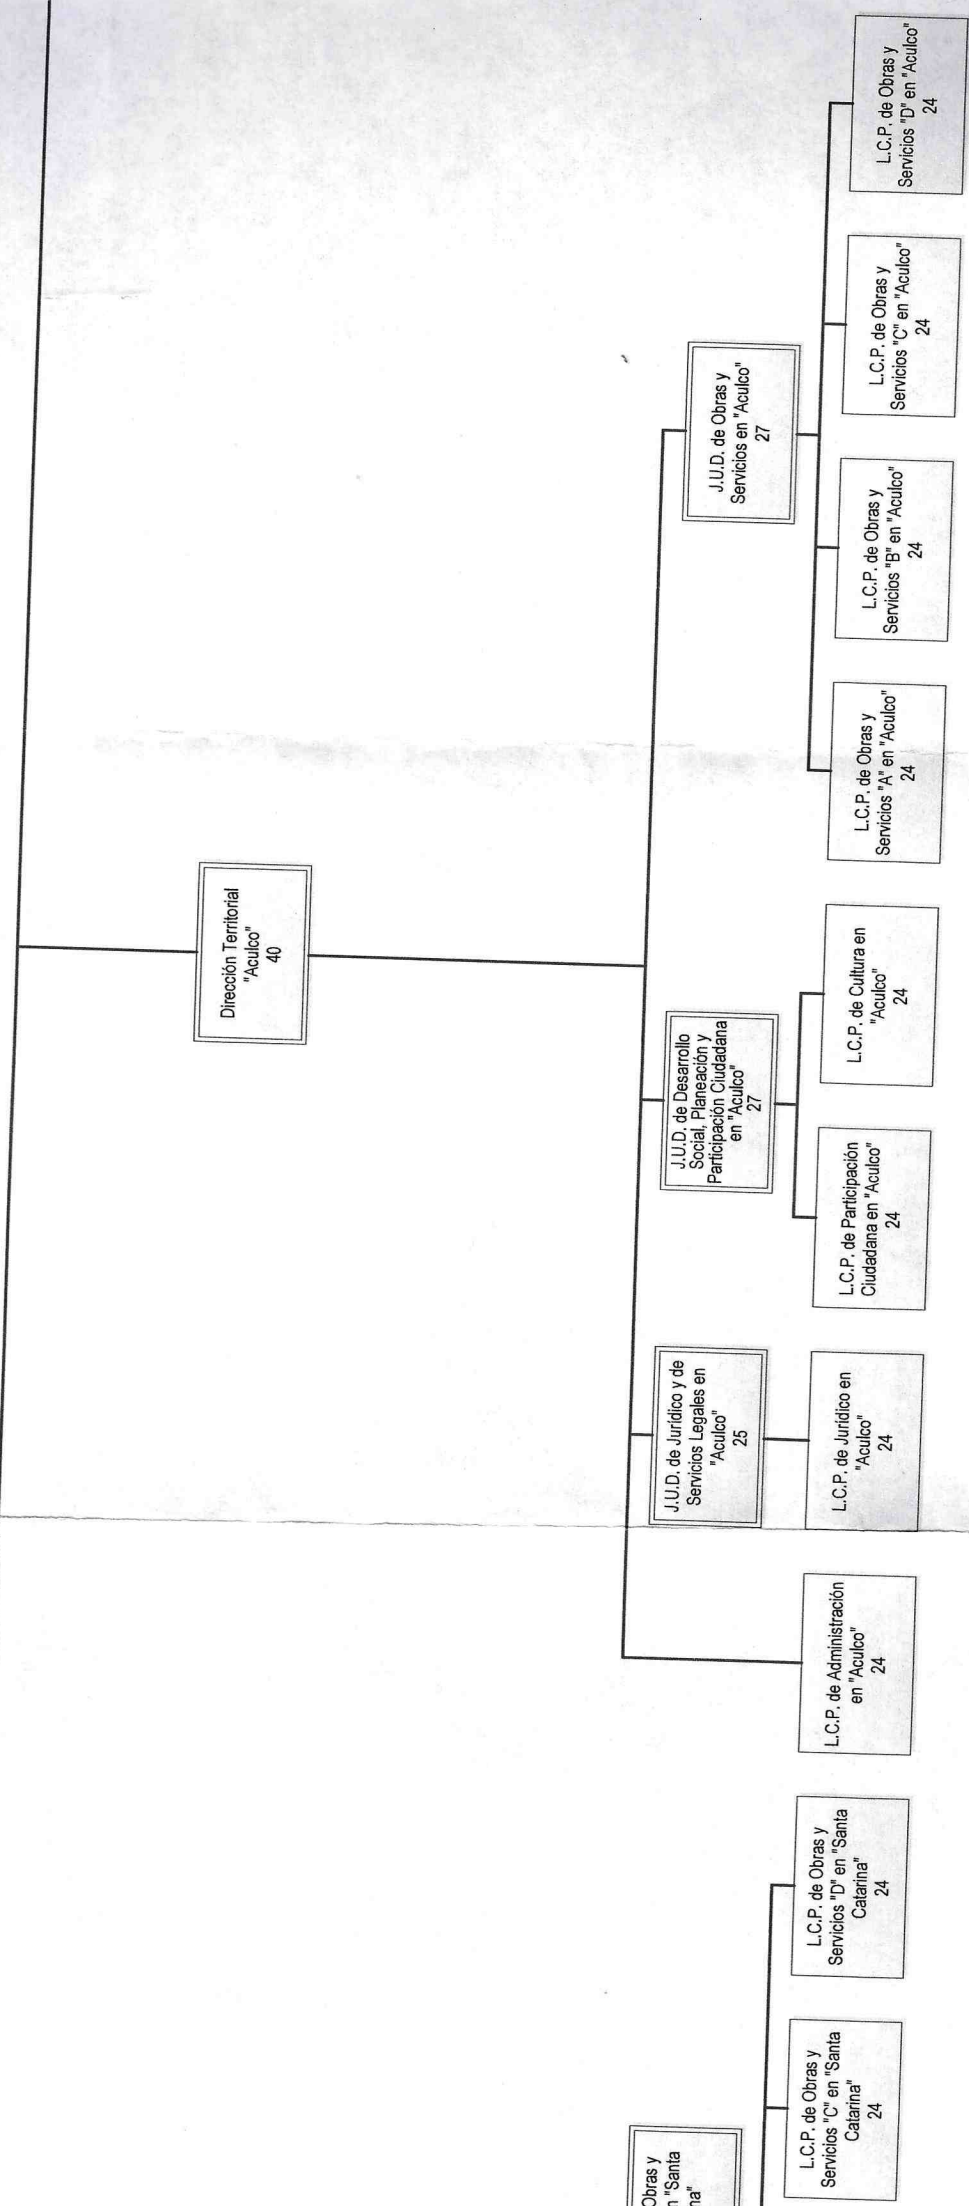 Dirección Territorial
"Aculco"
40
Obras y
n "Santa
na"
J.U.D. de Jurídico y de
Servicios Legales en
"Aculco"
25
J.U.D. de Desarrollo
Social, Planeación y
Participación Ciudadana
en "Aculco"
27
J.U.D. de Obras y
Servicios en "Aculco"
27
L.C.P. de Obras y
Servicios "C" en "Santa
Catarina"
24
L.C.P. de Obras y
Servicios "D" en "Santa
Catarina"
24
L.C.P. de Administración
en "Aculco"
24
L.C.P. de Jurídico en
"Aculco"
24
L.C.P. de Participación
Ciudadana en "Aculco"
24
L.C.P. de Cultura en
"Aculco"
24
L.C.P. de Obras y
Servicios "A" en "Aculco"
24
L.C.P. de Obras y
Servicios "B" en "Aculco"
24
L.C.P. de Obras y
Servicios "C" en "Aculco"
24
L.C.P. de Obras y
Servicios "D" en "Aculco"
24